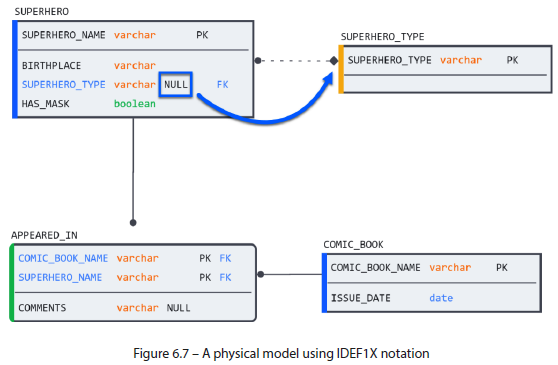 SUPERHERO
SUPERHERO_NAME varchar PK
BIRTHPLACE varchar
SUPERHERO_TYPE varchar NULL FK
HAS_MASK boolean
SUPERHERO_TYPE
SUPERHERO_TYPE varchar PK
APPEARED_IN
COMIC_BOOK_NAME varchar PK FK
SUPERHERO_NAME varchar PK FK
COMMENTS varchar NULL
COMIC_BOOK
COMIC_BOOK_NAME varchar PK
ISSUE_DATE date
Figure 6.7 – A physical model using IDEF1X notation